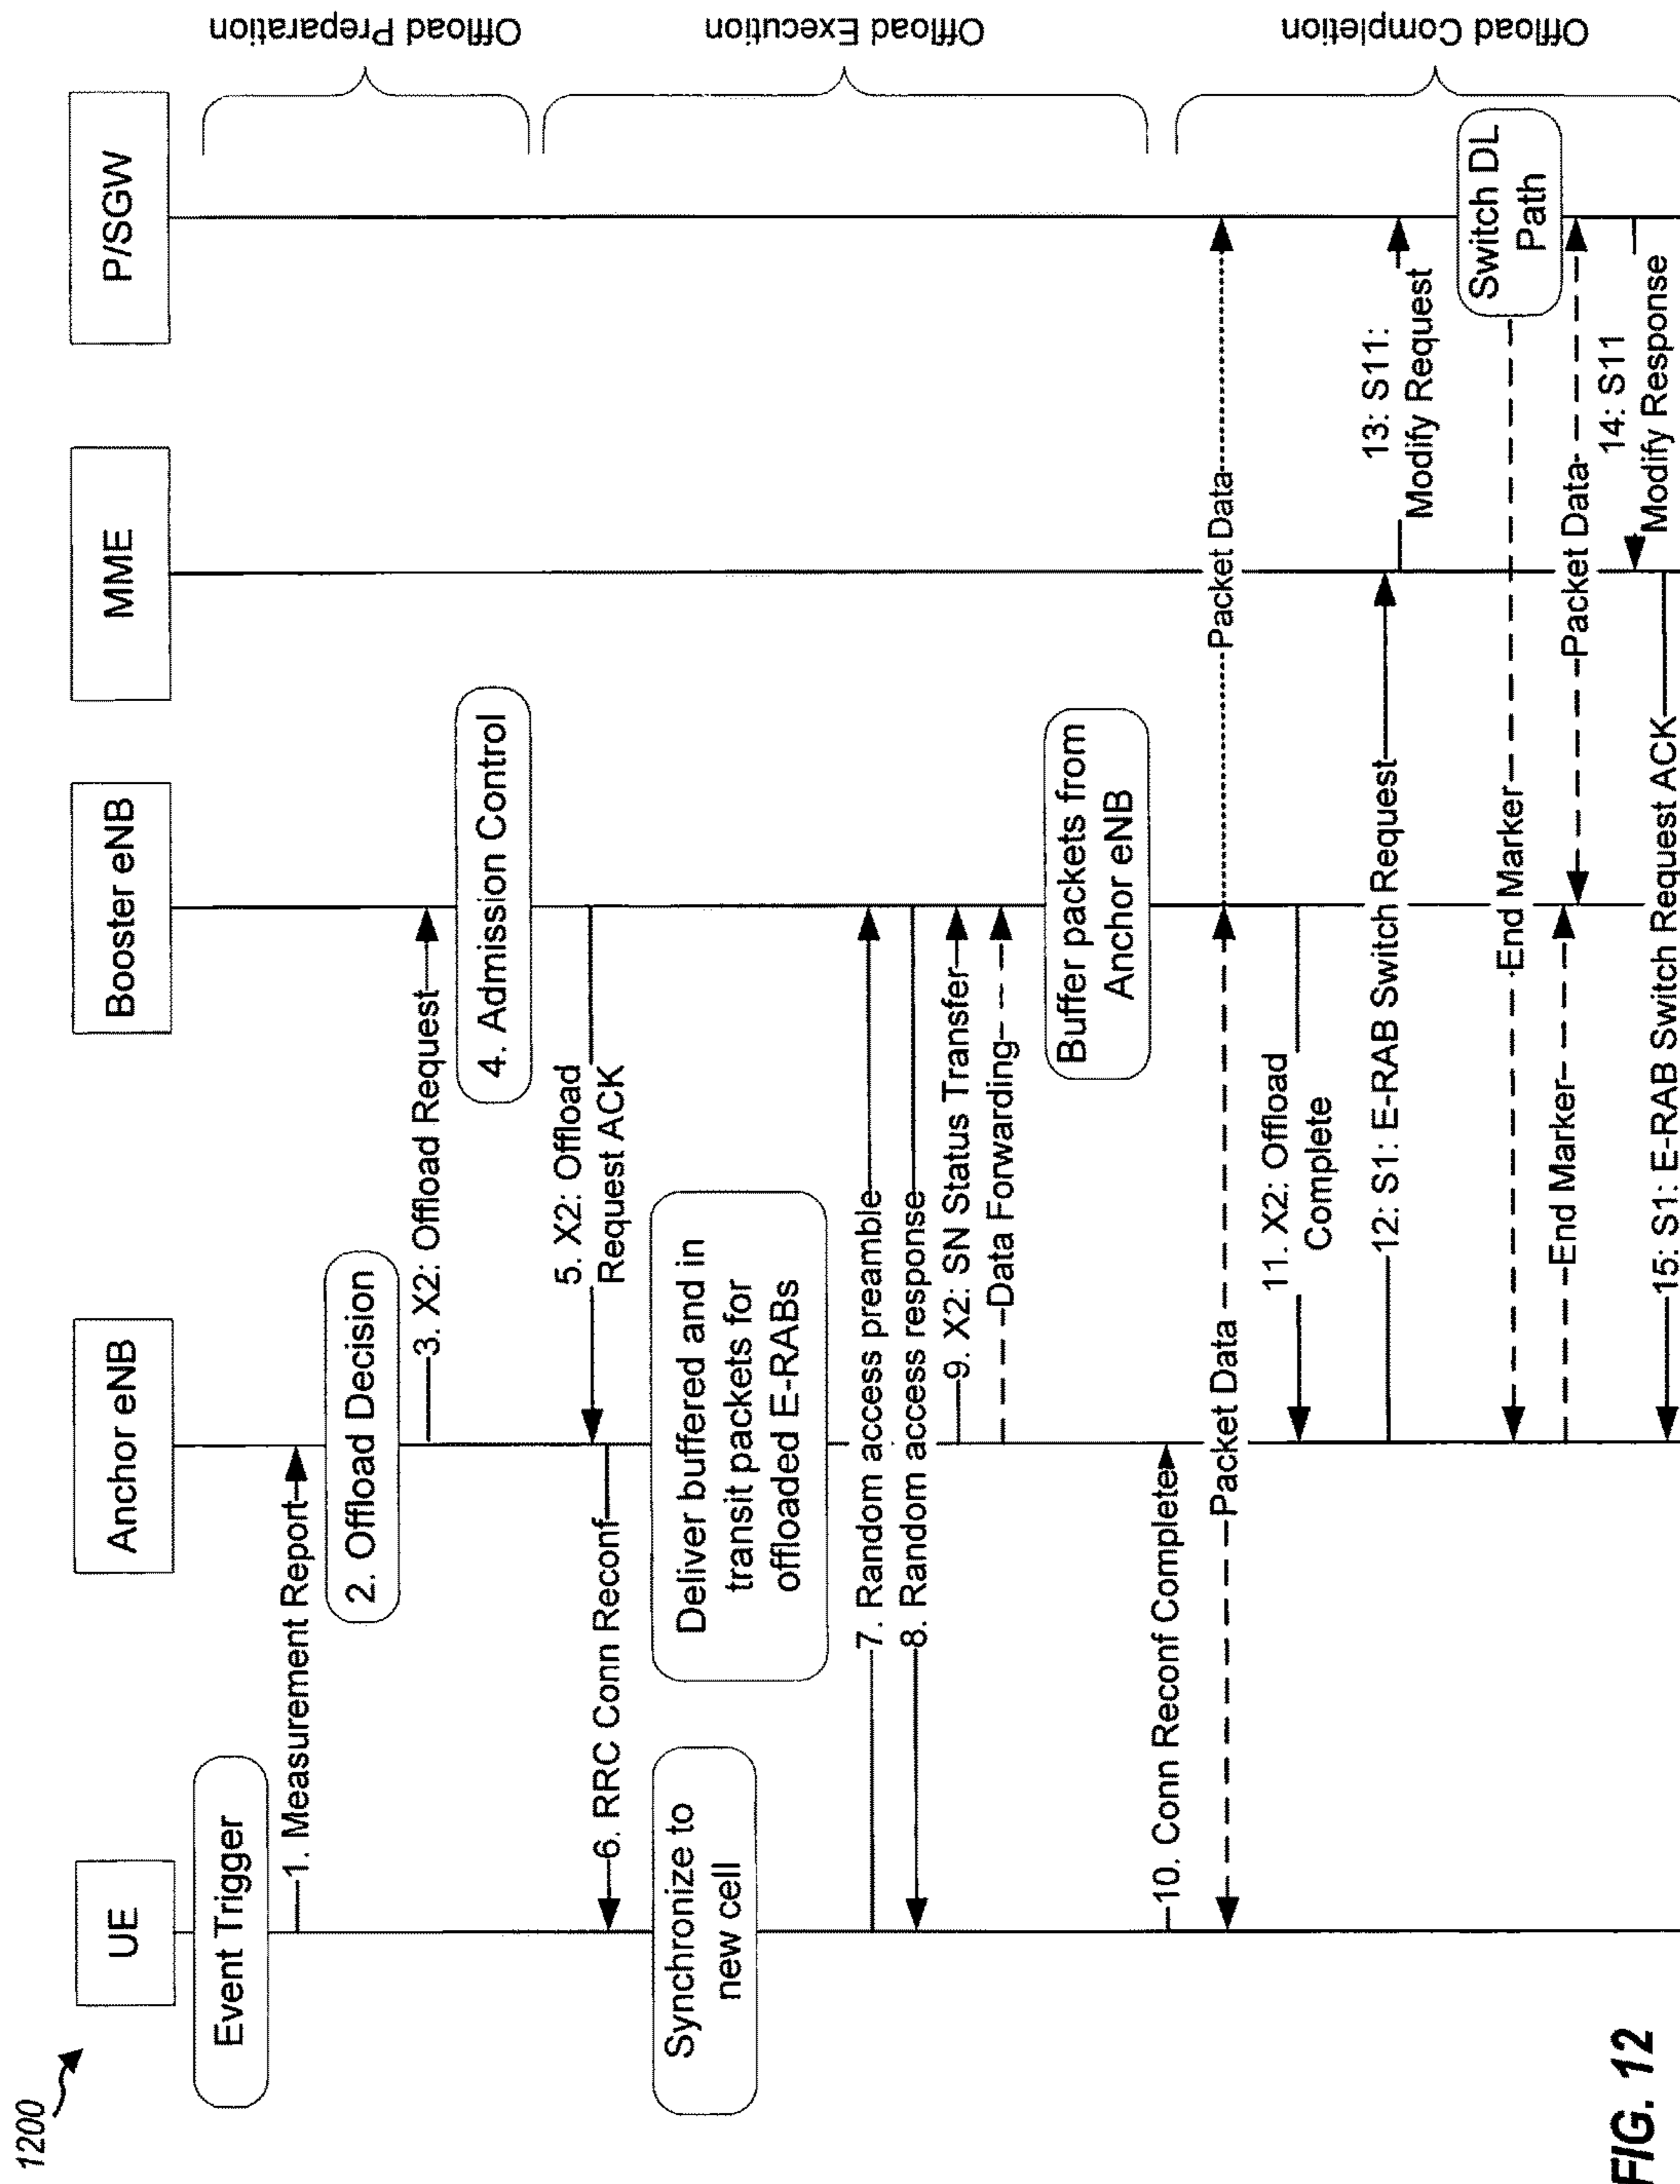 1200
UE
Anchor eNB
Booster eNB
MME
P/SGW
Event Trigger
1. Measurement Report
2. Offload Decision
3. X2: Offload Request
4. Admission Control
Offload Preparation
5. X2: Offload
Request ACK
6. RRC Conn Reconf
Synchronize to
new cell
Deliver buffered and in
transit packets for
offloaded E-RABs
7. Random access preamble
8. Random access response
9. X2: SN Status Transfer
Data Forwarding
Buffer packets from
Anchor eNB
Offload Execution
10. Conn Reconf Complete
Packet Data
Packet Data
11. X2: Offload
Complete
12: S1: E-RAB Switch Request
13: S11:
Modify Request
Switch DL
Path
End Marker
End Marker
Packet Data
14: S11
Modify Response
15: S1: E-RAB Switch Request ACK
Offload Completion
FIG. 12